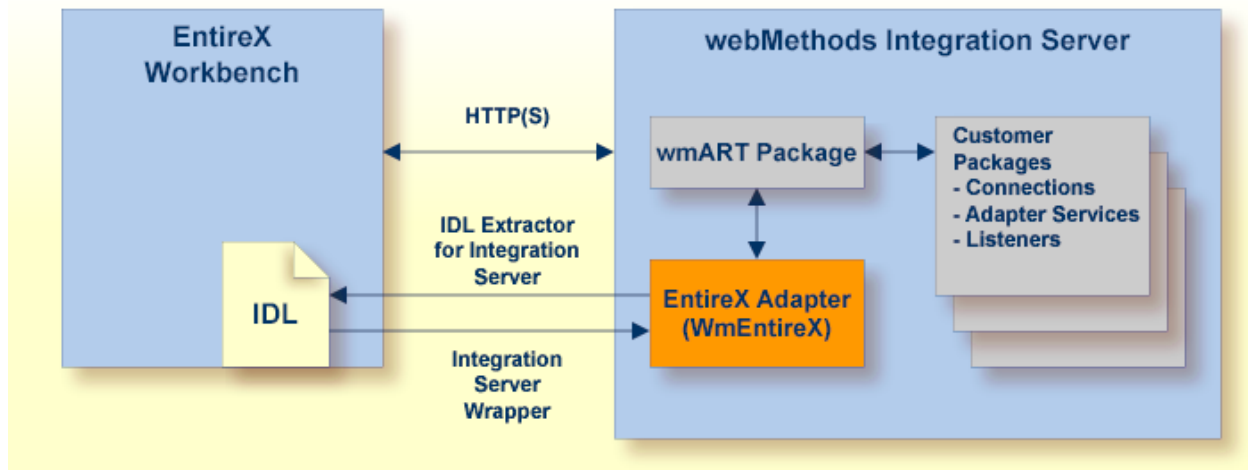 EntireX
Workbench
IDL
HTTP(S)
IDL Extractor
for Integration
Server
Integration
Server
Wrapper
webMethods Integration Server
wmART Package
EntireX Adapter
(WmEntireX)
Customer
Packages
- Connections
- Adapter Services
- Listeners